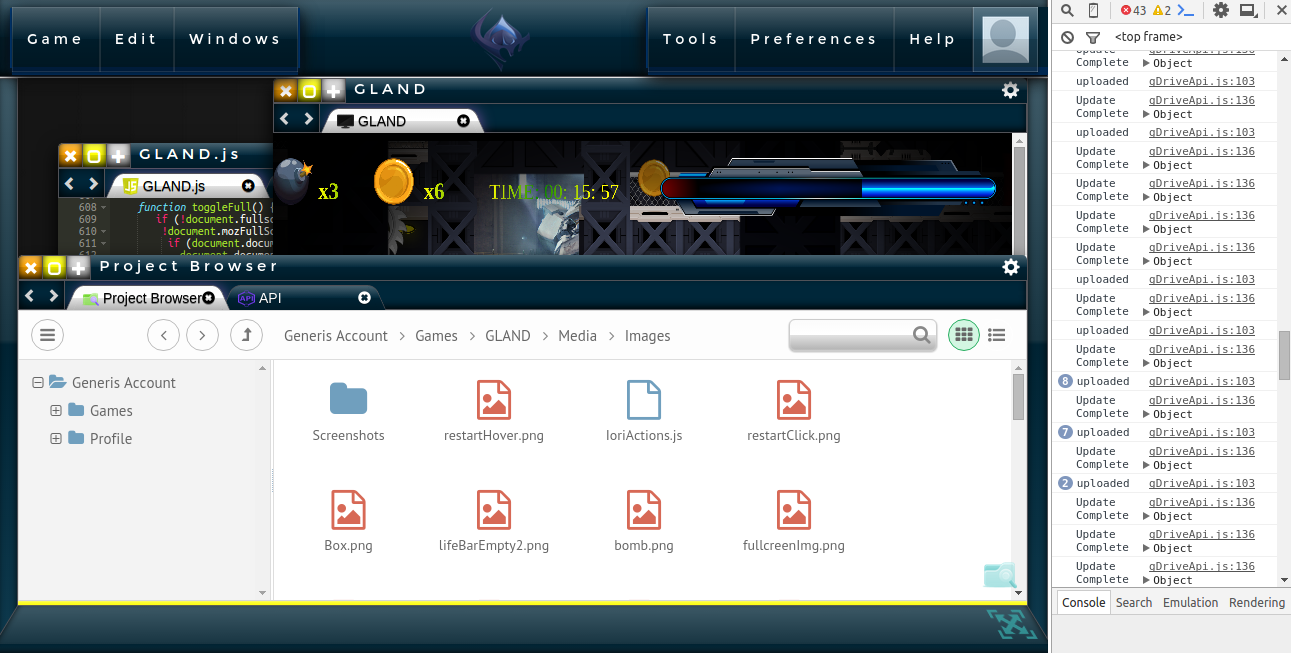 Game Edit Windows Tools Preferences Help
GLAND
GLAND
GLAND.js
GLAND.js
608 function toggleFull() {
609 if (!document.fullsc
610 !document.mozFullSc
611 if (document.docum
x3 x6 TIME 00: 15: 57
Project Browser
Project Browser API
Generis Account > Games > GLAND > Media > Images
Generis Account
Games
Profile
Screenshots restartHover.png IoriActions.js restartClick.png
Box.png lifeBarEmpty2.png bomb.png fullcreenImg.png
43 2
<top frame>
Update gDriveApi.js:136
Complete Object
uploaded gDriveApi.js:103
Update gDriveApi.js:136
Complete Object
uploaded gDriveApi.js:103
Update gDriveApi.js:136
Complete Object
uploaded gDriveApi.js:103
Update gDriveApi.js:136
Complete Object
Update gDriveApi.js:136
Complete Object
uploaded gDriveApi.js:103
Update gDriveApi.js:136
Complete Object
uploaded gDriveApi.js:103
Update gDriveApi.js:136
Complete Object
8 uploaded gDriveApi.js:103
Update gDriveApi.js:136
Complete Object
7 uploaded gDriveApi.js:103
Update gDriveApi.js:136
Complete Object
2 uploaded gDriveApi.js:103
Update gDriveApi.js:136
Complete Object
Update gDriveApi.js:136
Complete Object
Update gDriveApi.js:136
Complete Object
Console Search Emulation Rendering